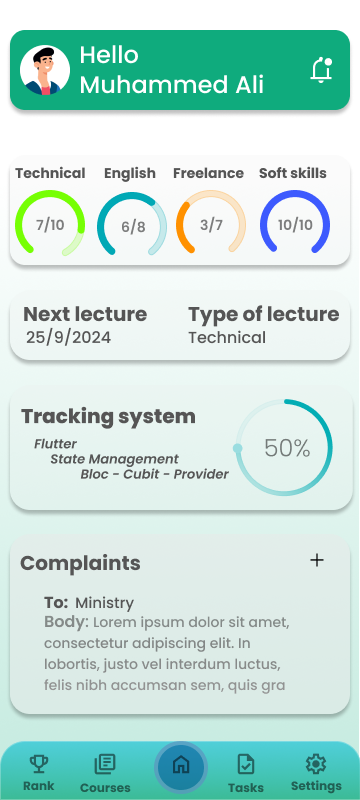 Hello
Muhammed Ali
Technical English Freelance Soft skills
7/10 6/8 3/7 10/10
Next lecture Type of lecture
25/9/2024 Technical
Tracking system
Flutter
State Management
Bloc - Cubit - Provider
50%
Complaints +
To: Ministry
Body: Lorem ipsum dolor sit amet,
consectetur adipiscing elit. In
lobortis, justo vel interdum luctus,
felis nibh accumsan sem, quis gra
Rank Courses Tasks Settings